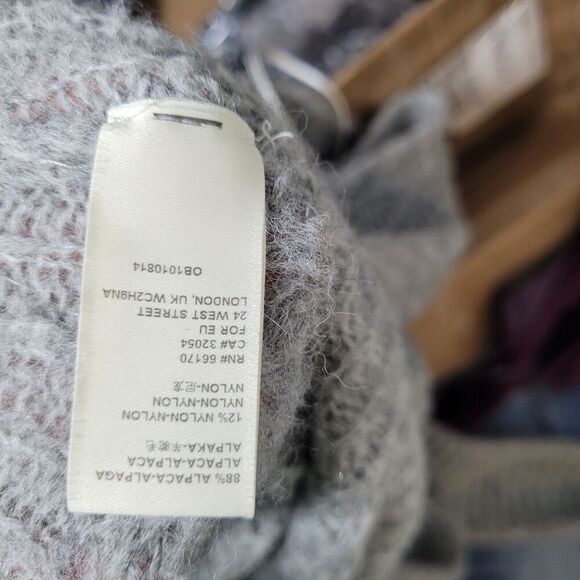 88% ALPACA-ALPAGA
ALPACA-ALPACA
ALPAKA-羊驼毛
12% NYLON-NYLON
NYLON-NYLON
NYLON-尼龙
RN# 66170
CA# 32054
FOR EU
24 WEST STREET
LONDON, UK WC2H9NA
OB1010814